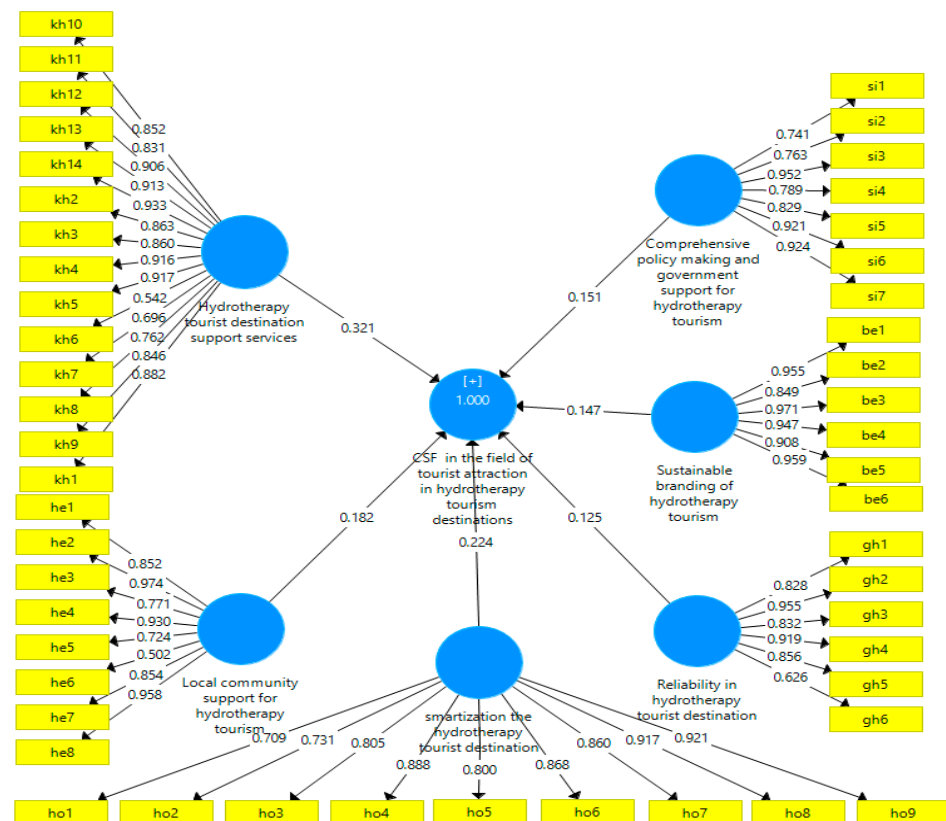 kh10
kh11
kh12
kh13
kh14
kh2
kh3
kh4
kh5
kh6
kh7
kh8
kh9
kh1
0.852
0.831
0.906
0.913
0.933
0.863
0.860
0.916
0.917
0.542
0.696
0.762
0.846
0.882
Hydrotherapy
tourist destination
support services
0.321
si1
si2
si3
si4
si5
si6
si7
0.741
0.763
0.952
0.789
0.829
0.921
0.924
Comprehensive
policy making and
government
support for
hydrotherapy
tourism
0.151
[+]
1.000
CSF in the field of
tourist attraction
in hydrotherapy
tourism
destinations
be1
be2
be3
be4
be5
be6
0.955
0.849
0.971
0.947
0.908
0.959
Sustainable
branding of
hydrotherapy
tourism
0.147
he1
he2
he3
he4
he5
he6
he7
he8
0.852
0.974
0.771
0.930
0.724
0.502
0.854
0.958
Local community
support for
hydrotherapy
tourism
0.182
0.224
0.125
gh1
gh2
gh3
gh4
gh5
gh6
0.828
0.955
0.832
0.919
0.856
0.626
Reliability in
hydrotherapy
tourist destination
smartization the
hydrotherapy
tourist destination
0.709
0.731
0.805
0.888
0.800
0.868
0.860
0.917
0.921
ho1
ho2
ho3
ho4
ho5
ho6
ho7
ho8
ho9